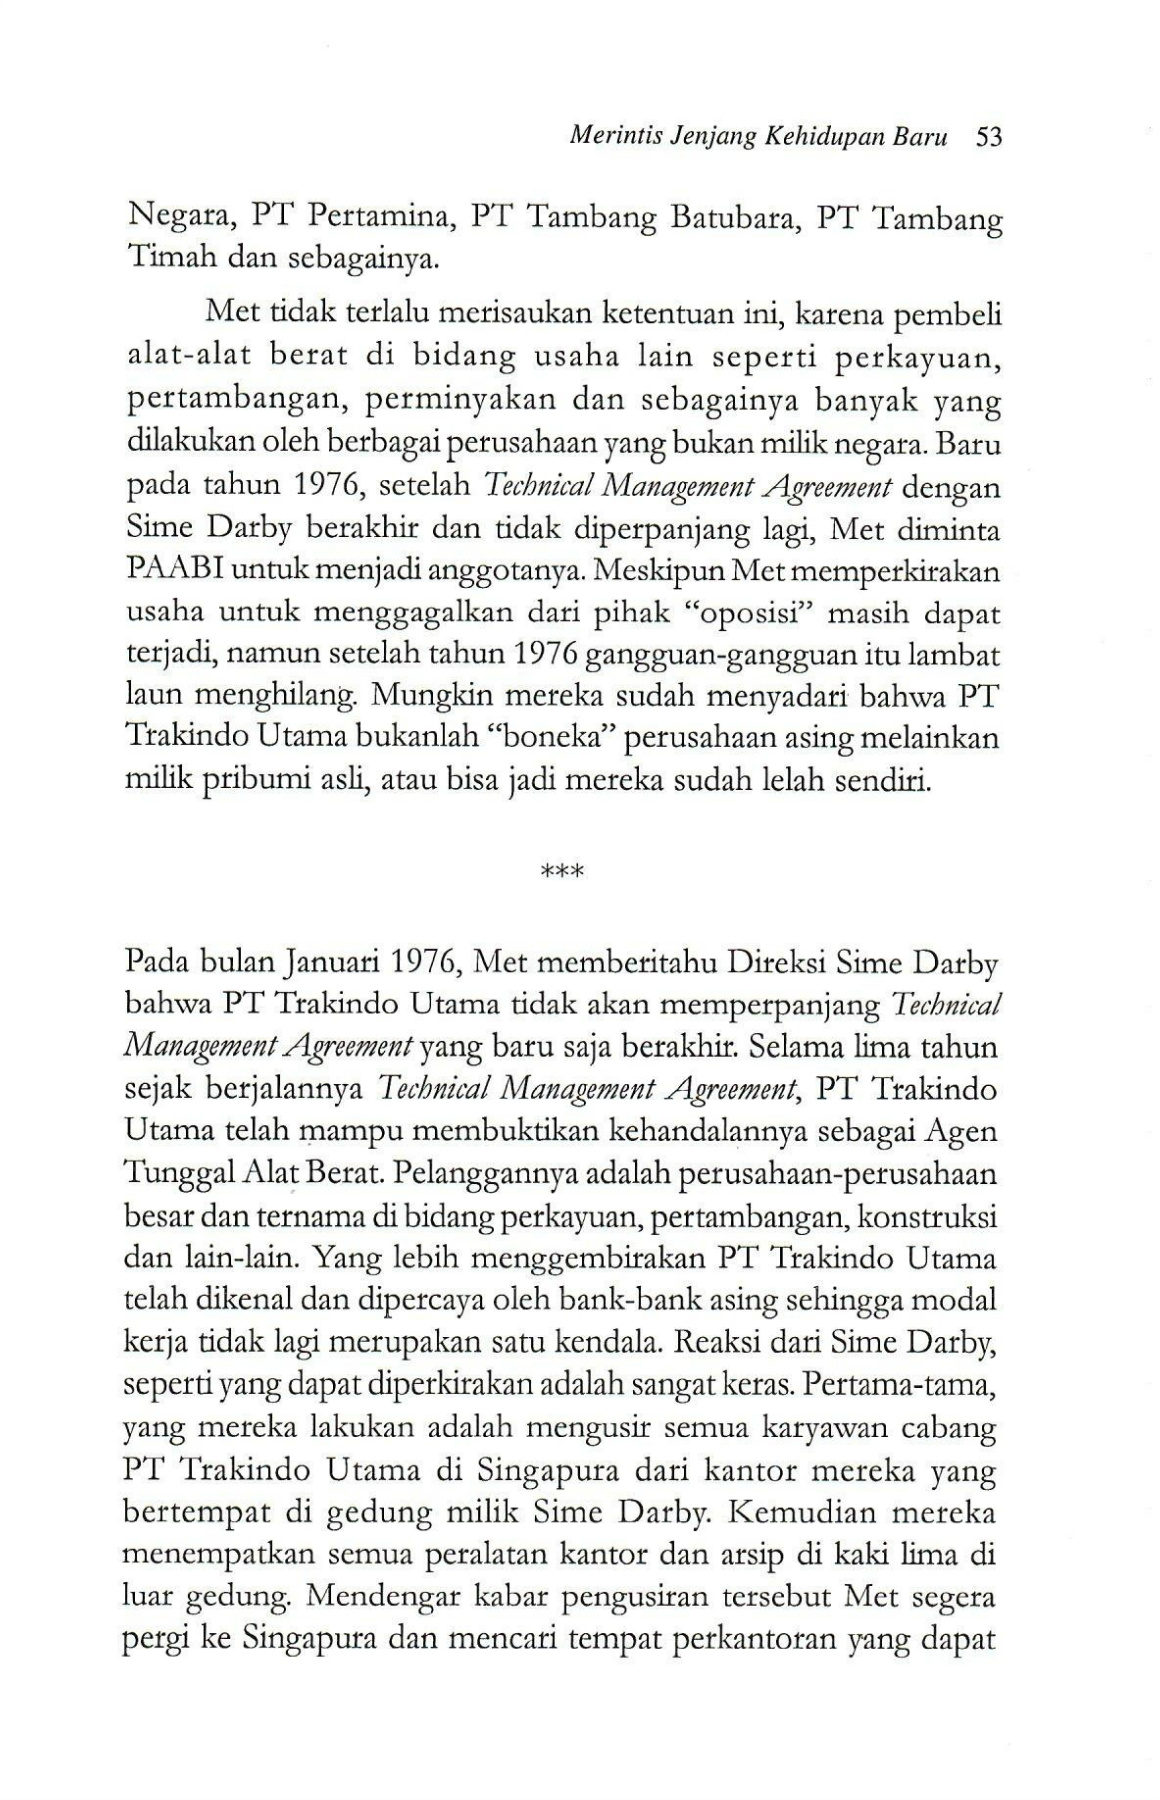 Merintis Jenjang Kehidupan Baru 53
Negara, PT Pertamina, PT Tambang Batubara, PT Tambang
Timah dan sebagainya.
Met tidak terlalu merisaukan ketentuan ini, karena pembeli
alat-alat berat di bidang usaha lain seperti perkayuan,
pertambangan, perminyakan dan sebagainya banyak yang
dilakukan oleh berbagai perusahaan yang bukan milik negara. Baru
pada tahun 1976, setelah Technical Management Agreement dengan
Sime Darby berakhir dan tidak diperpanjang lagi, Met diminta
PAABI untuk menjadi anggotanya. Meskipun Met memperkirakan
usaha untuk menggagalkan dari pihak “oposisi” masih dapat
terjadi, namun setelah tahun 1976 gangguan-gangguan itu lambat
laun menghilang. Mungkin mereka sudah menyadari bahwa PT
Trakindo Utama bukanlah “boneka” perusahaan asing melainkan
milik pribumi asli, atau bisa jadi mereka sudah lelah sendiri.
***
Pada bulan Januari 1976, Met memberitahu Direksi Sime Darby
bahwa PT Trakindo Utama tidak akan memperpanjang Technical
Management Agreement yang baru saja berakhir. Selama lima tahun
sejak berjalannya Technical Management Agreement, PT Trakindo
Utama telah mampu membuktikan kehandalannya sebagai Agen
Tunggal Alat Berat. Pelanggannya adalah perusahaan-perusahaan
besar dan ternama di bidang perkayuan, pertambangan, konstruksi
dan lain-lain. Yang lebih menggembirakan PT Trakindo Utama
telah dikenal dan dipercaya oleh bank-bank asing sehingga modal
kerja tidak lagi merupakan satu kendala. Reaksi dari Sime Darby,
seperti yang dapat diperkirakan adalah sangat keras. Pertama-tama,
yang mereka lakukan adalah mengusir semua karyawan cabang
PT Trakindo Utama di Singapura dari kantor mereka yang
bertempat di gedung milik Sime Darby. Kemudian mereka
menempatkan semua peralatan kantor dan arsip di kaki lima di
luar gedung. Mendengar kabar pengusiran tersebut Met segera
pergi ke Singapura dan mencari tempat perkantoran yang dapat